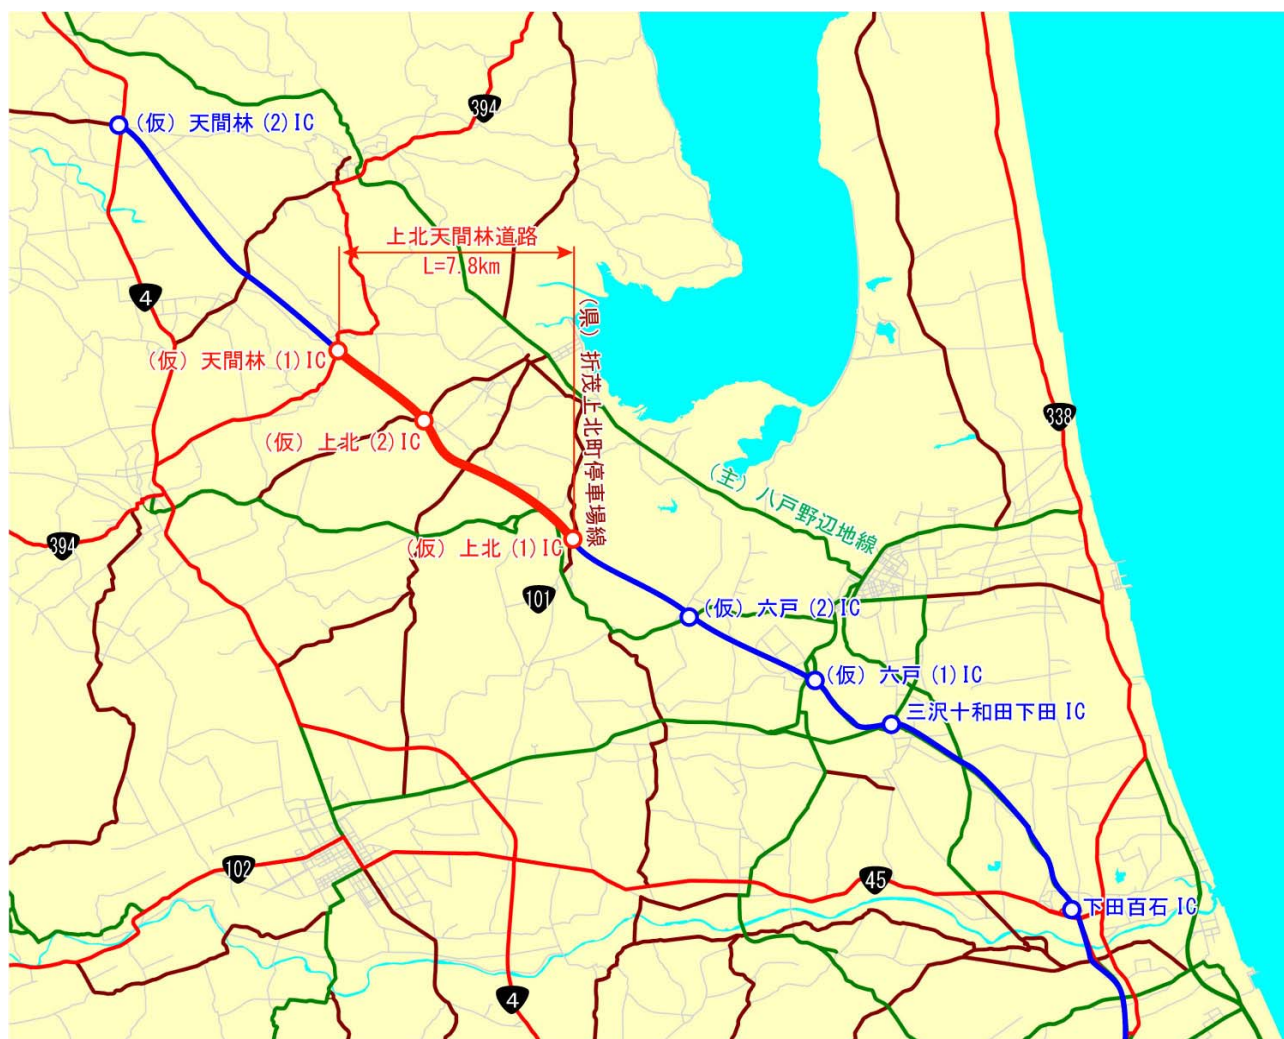 394
(仮) 天間林 (2) IC
上北天間林道路
L=7.8km
4
(県) 折茂上北町停車場線
(仮) 天間林 (1) IC
338
(仮) 上北 (2) IC
(主) 八戸野辺地線
394
(仮) 上北 (1) IC
101
(仮) 六戸 (2) IC
(仮) 六戸 (1) IC
三沢十和田下田 IC
102
45
下田百石 IC
4